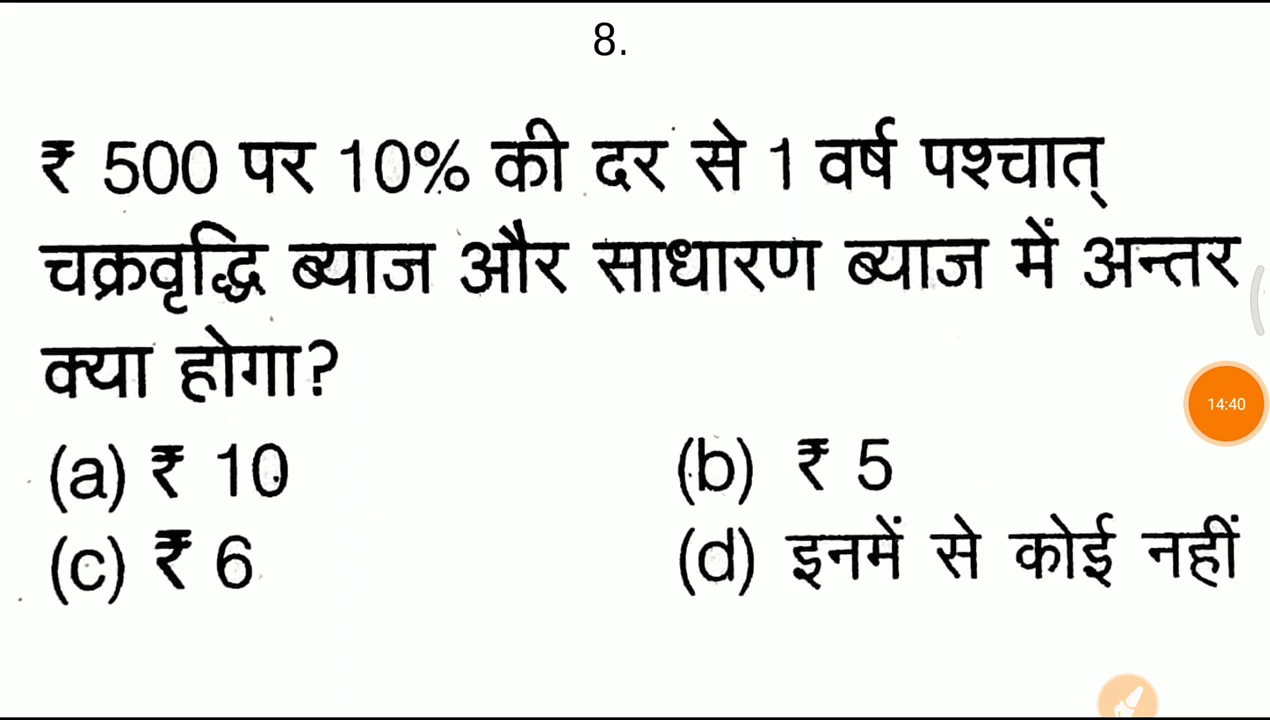 8.
₹ 500 पर 10% की दर से 1 वर्ष पश्चात्
चक्रवृद्धि ब्याज और साधारण ब्याज में अन्तर
क्या होगा?
(a) ₹ 10 (b) ₹ 5
(c) ₹ 6 (d) इनमें से कोई नहीं
14:40